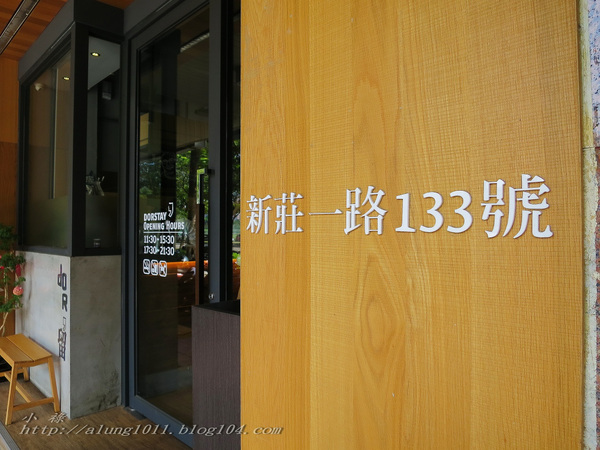 新莊一路133號
DORSTAY
OPENING HOURS
11:30-15:30
17:30-21:30
小稼
http://alung1011.blog104.com/